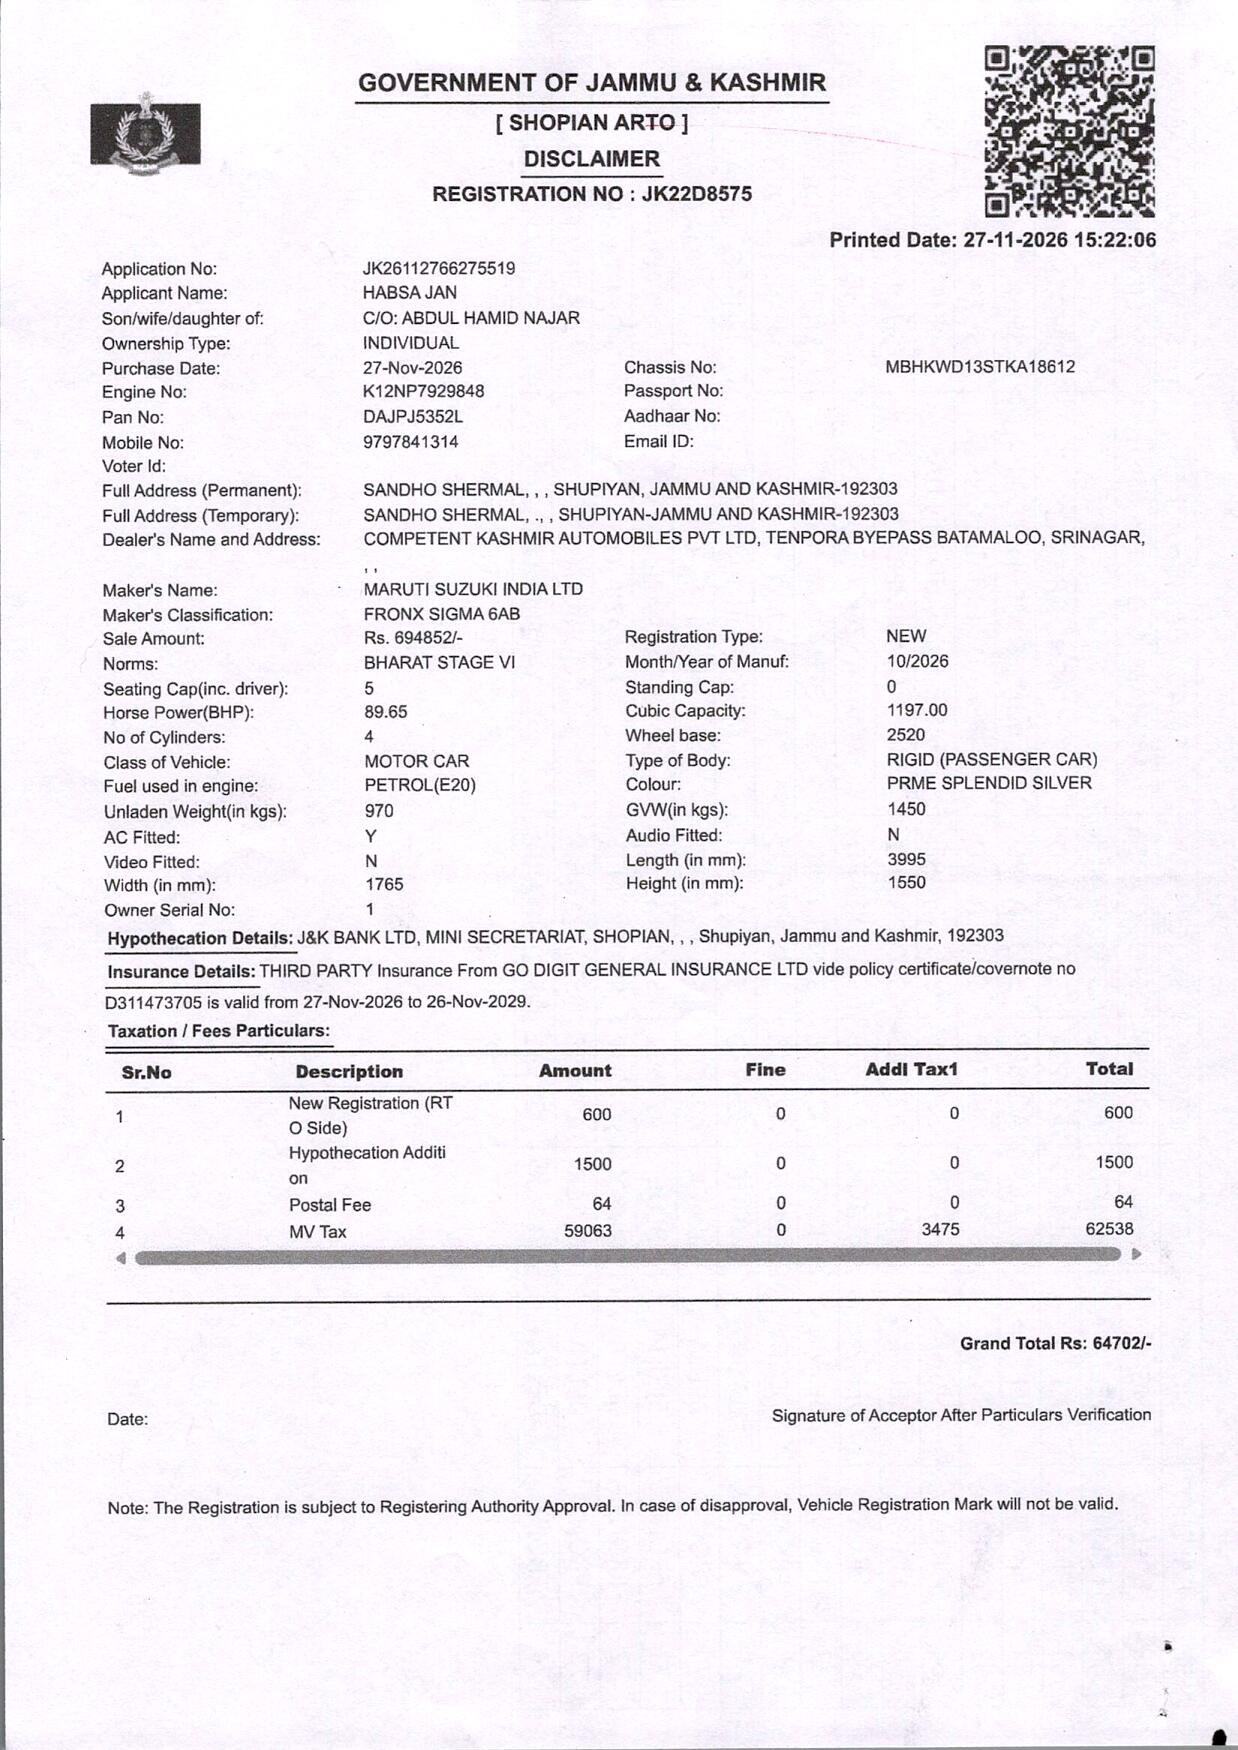 GOVERNMENT OF JAMMU & KASHMIR
[ SHOPIAN ARTO ]
DISCLAIMER
REGISTRATION NO : JK22D8575
Printed Date: 27-11-2026 15:22:06
Application No: JK26112766275519
Applicant Name: HABSA JAN
Son/wife/daughter of: C/O: ABDUL HAMID NAJAR
Ownership Type: INDIVIDUAL
Purchase Date: 27-Nov-2026 Chassis No: MBHKWD13STKA18612
Engine No: K12NP7929848 Passport No:
Pan No: DAJPJ5352L Aadhaar No:
Mobile No: 9797841314 Email ID:
Voter Id:
Full Address (Permanent): SANDHO SHERMAL, , , SHUPIYAN, JAMMU AND KASHMIR-192303
Full Address (Temporary): SANDHO SHERMAL, ., , SHUPIYAN-JAMMU AND KASHMIR-192303
Dealer's Name and Address: COMPETENT KASHMIR AUTOMOBILES PVT LTD, TENPORA BYEPASS BATAMALOO, SRINAGAR,
, ,
Maker's Name: MARUTI SUZUKI INDIA LTD
Maker's Classification: FRONX SIGMA 6AB
Sale Amount: Rs. 694852/- Registration Type: NEW
Norms: BHARAT STAGE VI Month/Year of Manuf: 10/2026
Seating Cap(inc. driver): 5 Standing Cap: 0
Horse Power(BHP): 89.65 Cubic Capacity: 1197.00
No of Cylinders: 4 Wheel base: 2520
Class of Vehicle: MOTOR CAR Type of Body: RIGID (PASSENGER CAR)
Fuel used in engine: PETROL(E20) Colour: PRME SPLENDID SILVER
Unladen Weight(in kgs): 970 GVW(in kgs): 1450
AC Fitted: Y Audio Fitted: N
Video Fitted: N Length (in mm): 3995
Width (in mm): 1765 Height (in mm): 1550
Owner Serial No: 1
Hypothecation Details: J&K BANK LTD, MINI SECRETARIAT, SHOPIAN, , , Shupiyan, Jammu and Kashmir, 192303
Insurance Details: THIRD PARTY Insurance From GO DIGIT GENERAL INSURANCE LTD vide policy certificate/covernote no
D311473705 is valid from 27-Nov-2026 to 26-Nov-2029.
Taxation / Fees Particulars:
Sr.No Description Amount Fine Addl Tax1 Total
1 New Registration (RT 600 0 0 600
O Side)
2 Hypothecation Additi 1500 0 0 1500
on
3 Postal Fee 64 0 0 64
4 MV Tax 59063 0 3475 62538
Grand Total Rs: 64702/-
Date: Signature of Acceptor After Particulars Verification
Note: The Registration is subject to Registering Authority Approval. In case of disapproval, Vehicle Registration Mark will not be valid.